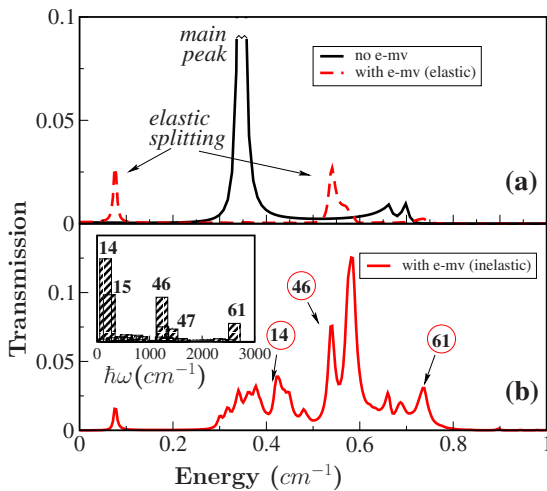 0.1
0.05
0
main
peak
elastic
splitting
no e-mv
with e-mv (elastic)
(a)
Transmission
0.1
0.05
0
14
15
46
47
61
0 1000 2000 3000
ħω(cm⁻¹)
with e-mv (inelastic)
46
14
61
(b)
0 0.2 0.4 0.6 0.8 1
Energy (cm⁻¹)